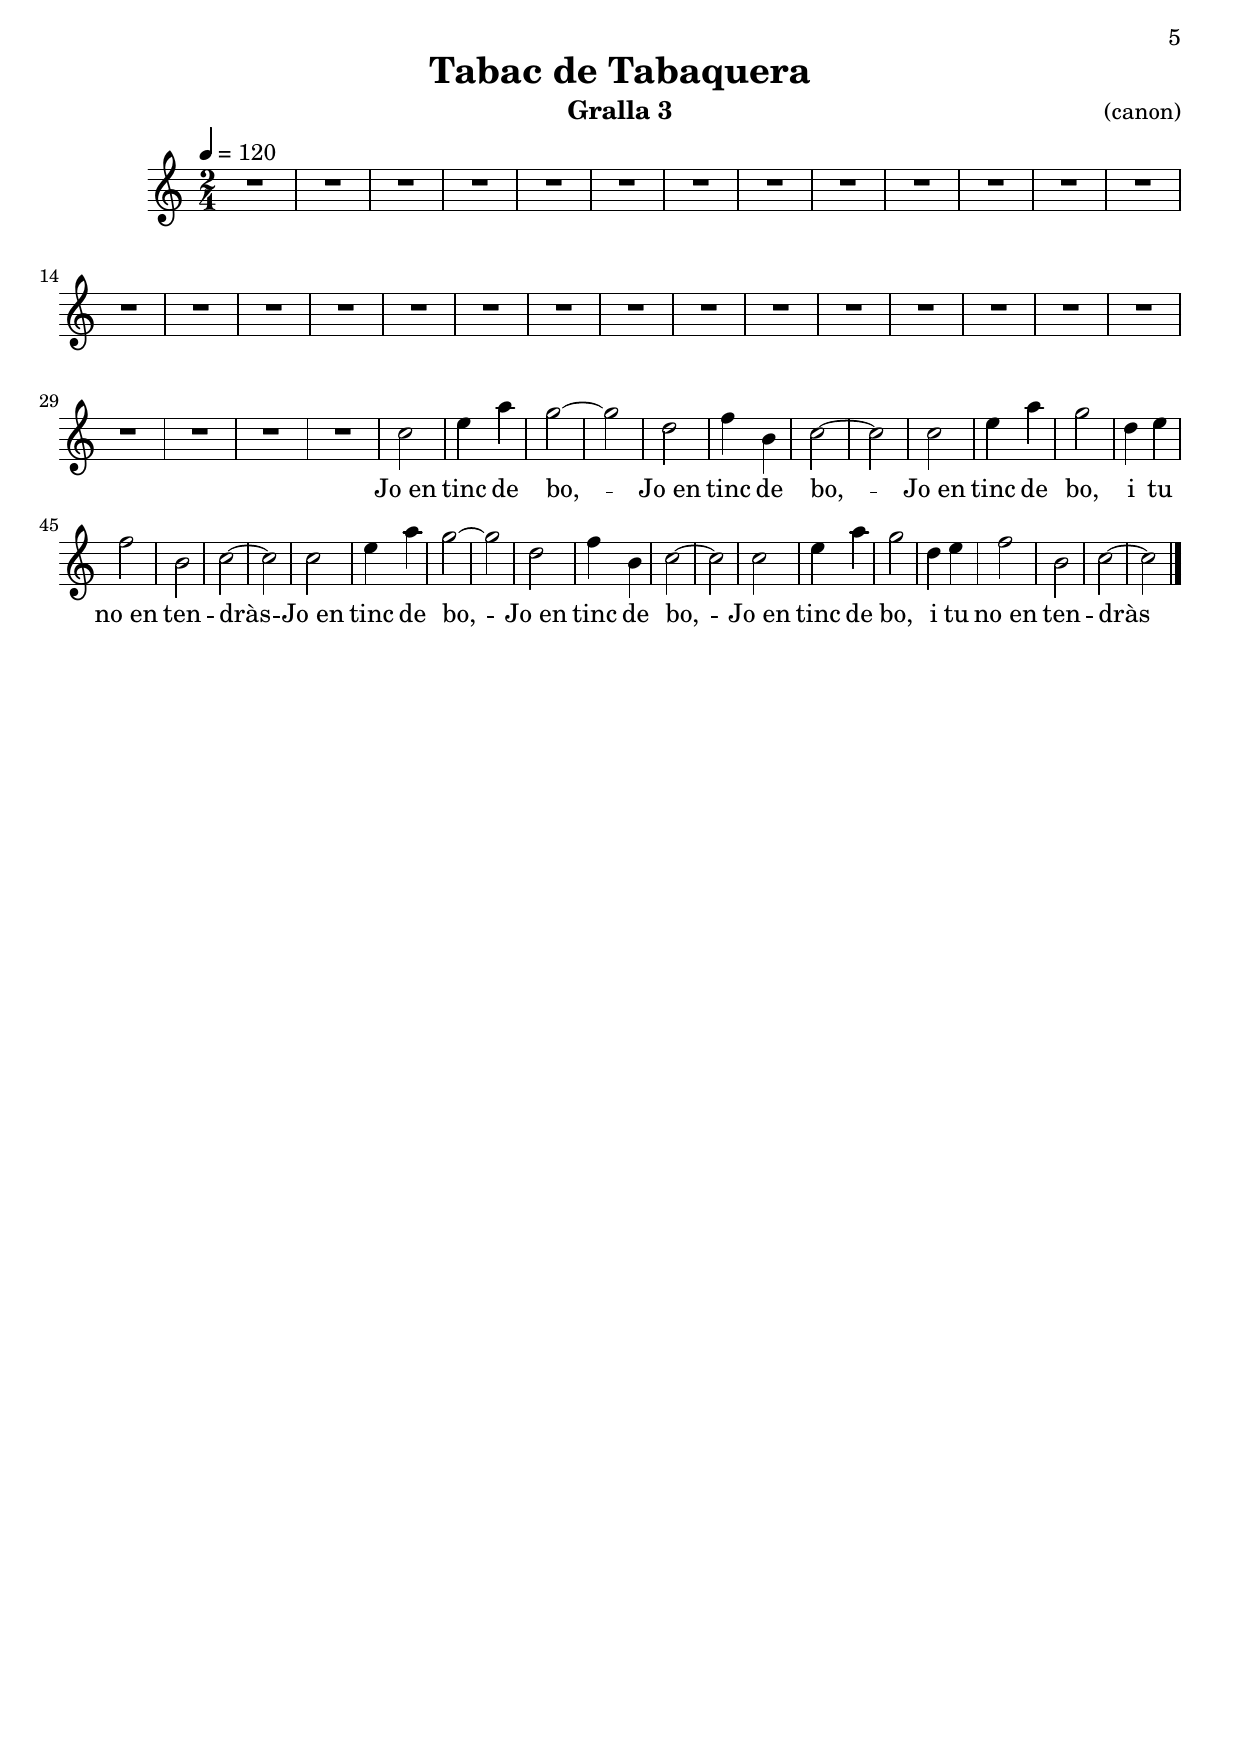 5
Tabac de Tabaquera
Gralla 3
(canon)
= 120
2
4
14
29
Jo en tinc de bo, - Jo en tinc de bo, - Jo en tinc de bo, i tu
45
no en ten - dràs - Jo en tinc de bo, - Jo en tinc de bo, - Jo en tinc de bo, i tu no en ten - dràs